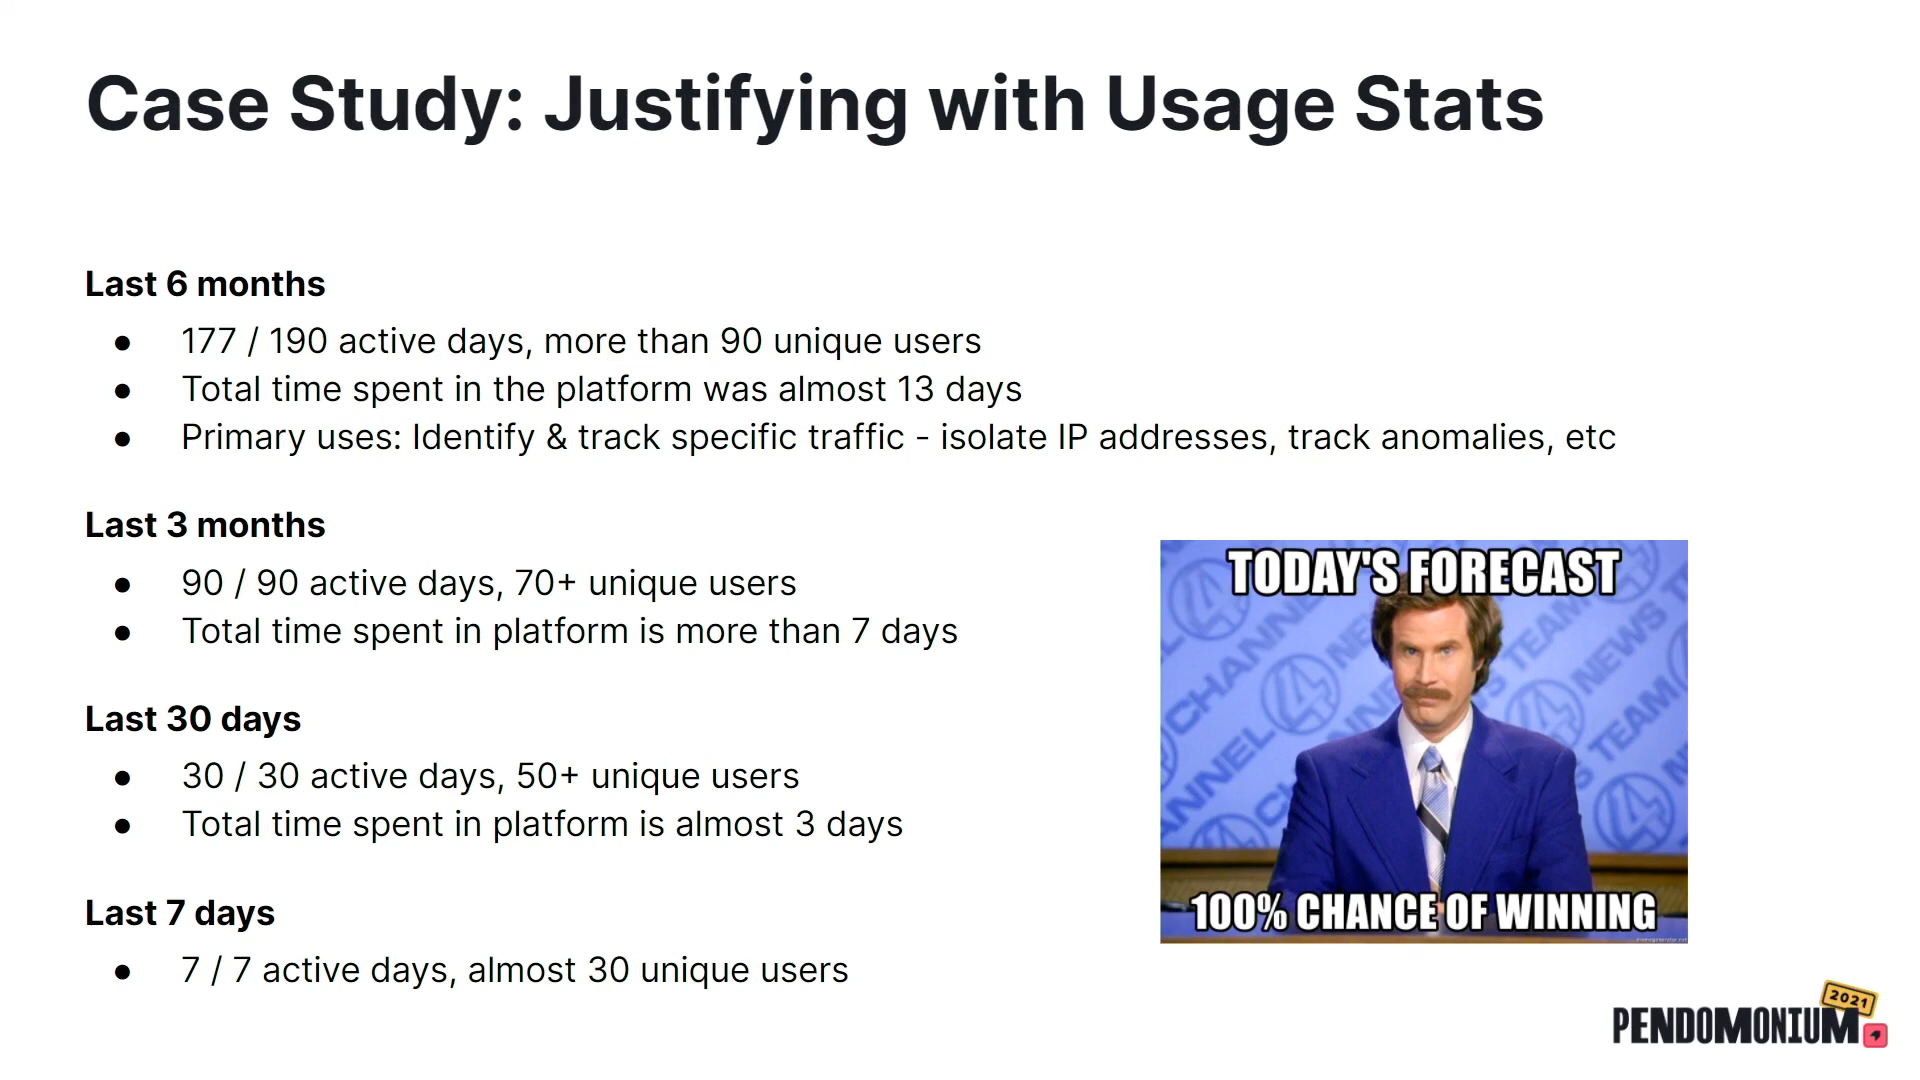 Case Study: Justifying with Usage Stats
Last 6 months
● 177 / 190 active days, more than 90 unique users
● Total time spent in the platform was almost 13 days
● Primary uses: Identify & track specific traffic - isolate IP addresses, track anomalies, etc
Last 3 months
● 90 / 90 active days, 70+ unique users
● Total time spent in platform is more than 7 days
Last 30 days
● 30 / 30 active days, 50+ unique users
● Total time spent in platform is almost 3 days
Last 7 days
● 7 / 7 active days, almost 30 unique users
TODAY'S FORECAST
CHANNEL 4 NEWS TEAM
100% CHANCE OF WINNING
2021
PENDOMONIUM